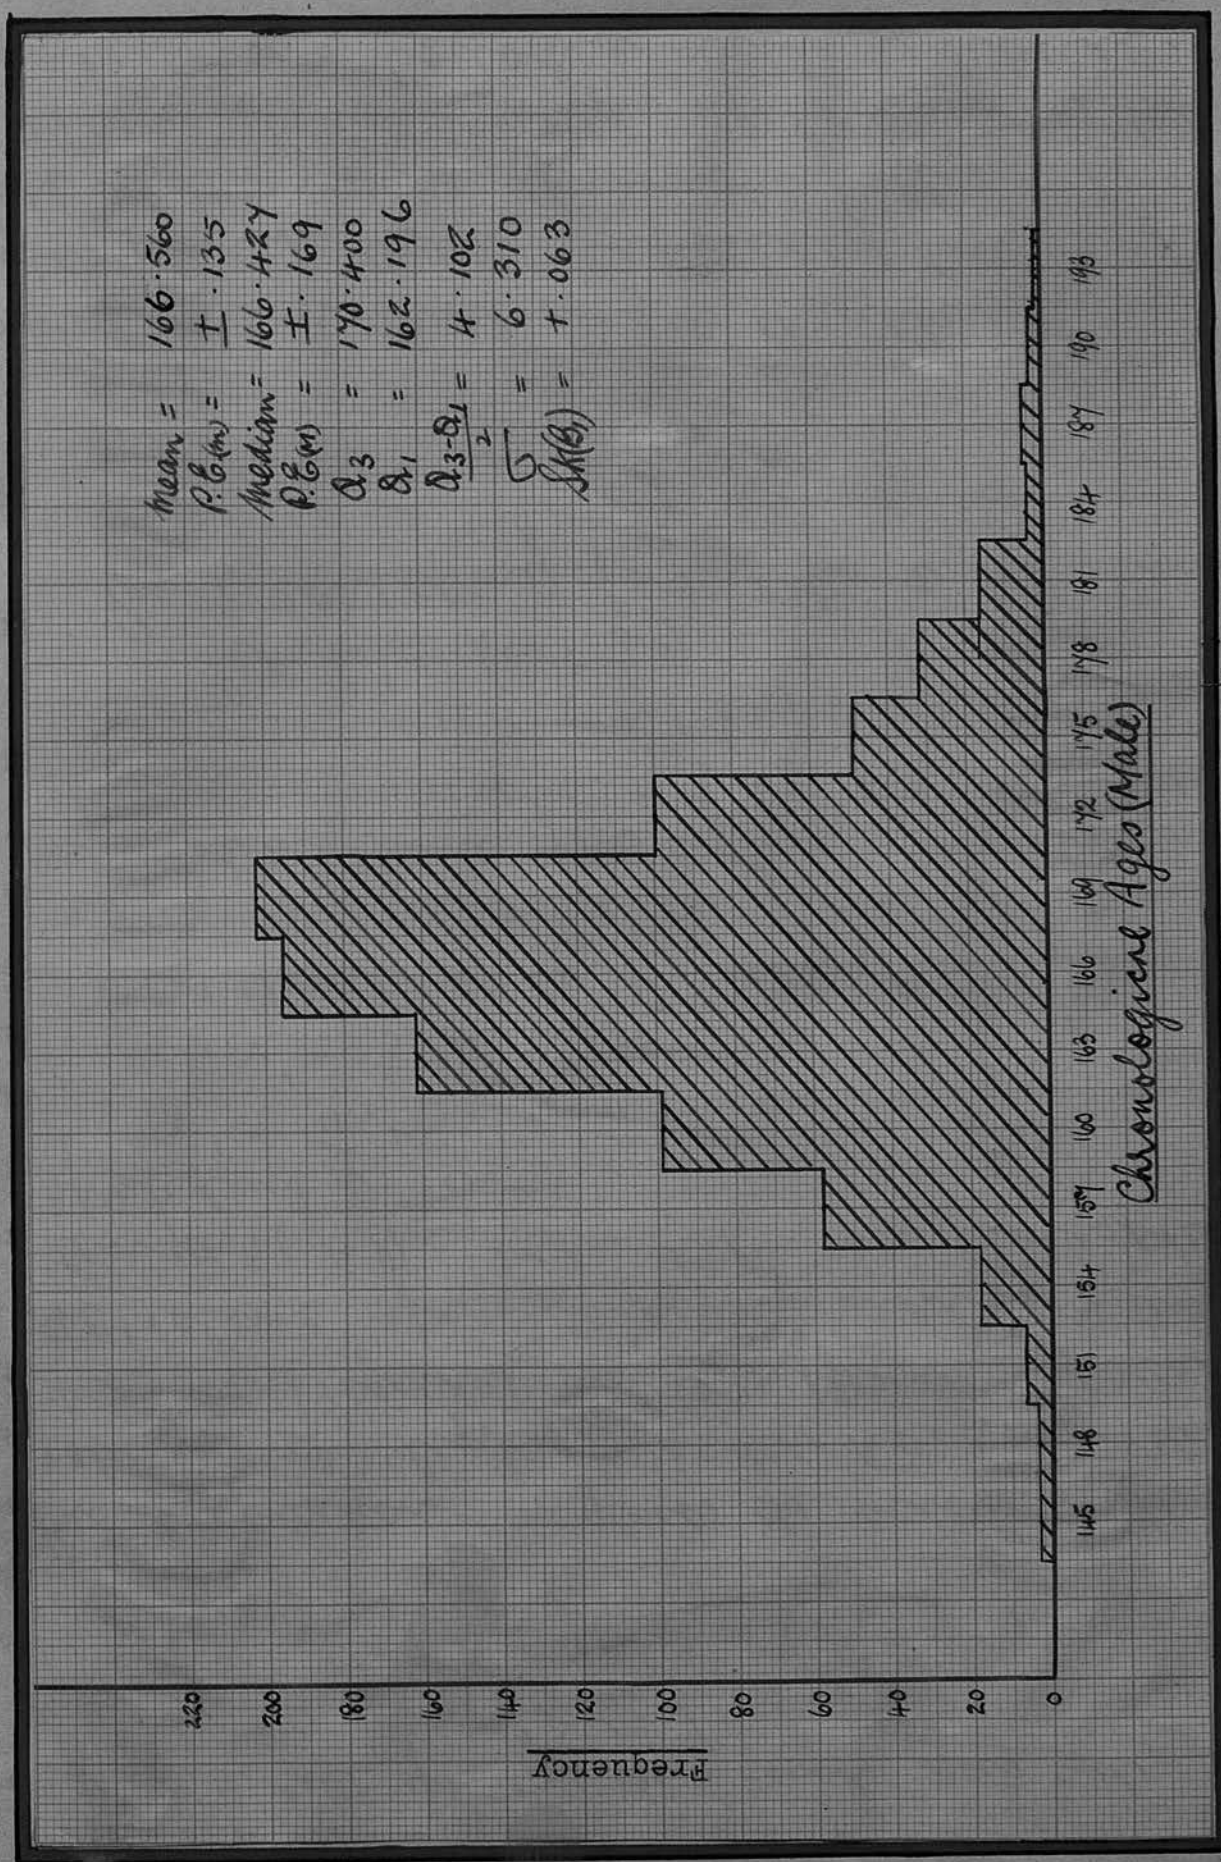 Mean = 166·560
P.E(m) = ± ·135
Median = 166·427
P.E(M) = ± ·169
Q3 = 170·400
Q1 = 162·196
Q3-Q1/2 = 4·102
σ = 6·310
SK(B1) = + ·063
Frequency
220
200
180
160
140
120
100
80
60
40
20
0
145 148 151 154 157 160 163 166 169 172 175 178 181 184 187 190 193
Chronological Ages (Male)